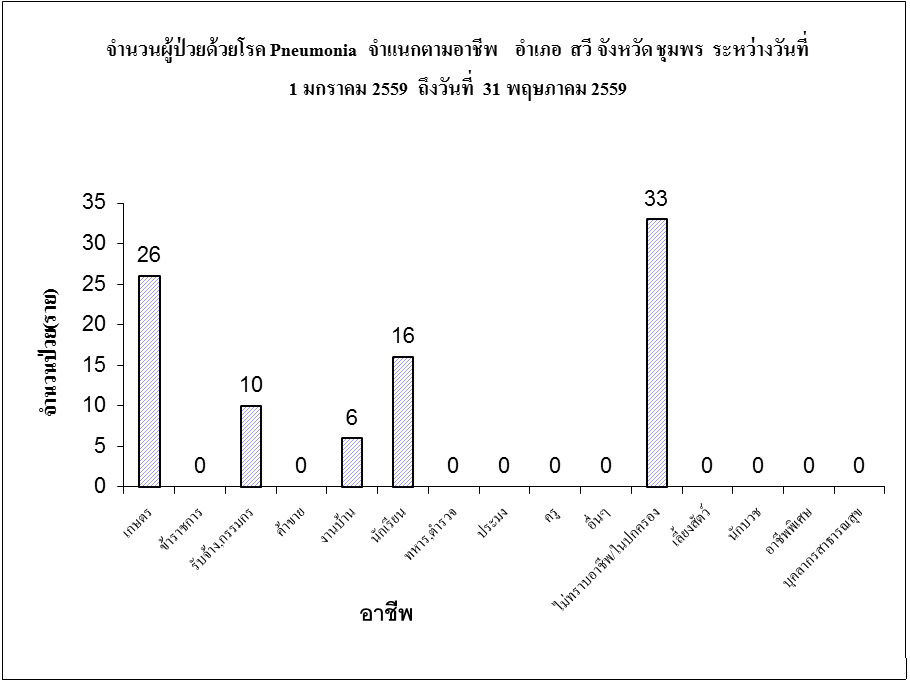 จำนวนผู้ป่วยด้วยโรค Pneumonia จำแนกตามอาชีพ อำเภอ สวี จังหวัด ชุมพร ระหว่างวันที่
1 มกราคม 2559 ถึงวันที่ 31 พฤษภาคม 2559
จำนวนป่วย(ราย)
35
30
25
20
15
10
5
0
26
0
10
0
6
16
0
0
0
0
33
0
0
0
0
เกษตร
ข้าราชการ
รับจ้าง,กรรมกร
ค้าขาย
งานบ้าน
นักเรียน
ทหาร,ตำรวจ
ประมง
ครู
อื่นๆ
ไม่ทราบอาชีพ/ในปกครอง
เลี้ยงสัตว์
นักบวช
อาชีพพิเศษ
บุคลากรสาธารณสุข
อาชีพ